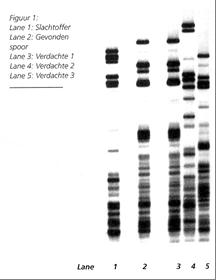 Figuur 1:
Lane 1: Slachtoffer
Lane 2: Gevonden
spoor
Lane 3: Verdachte 1
Lane 4: Verdachte 2
Lane 5: Verdachte 3
Lane 1 2 3 4 5